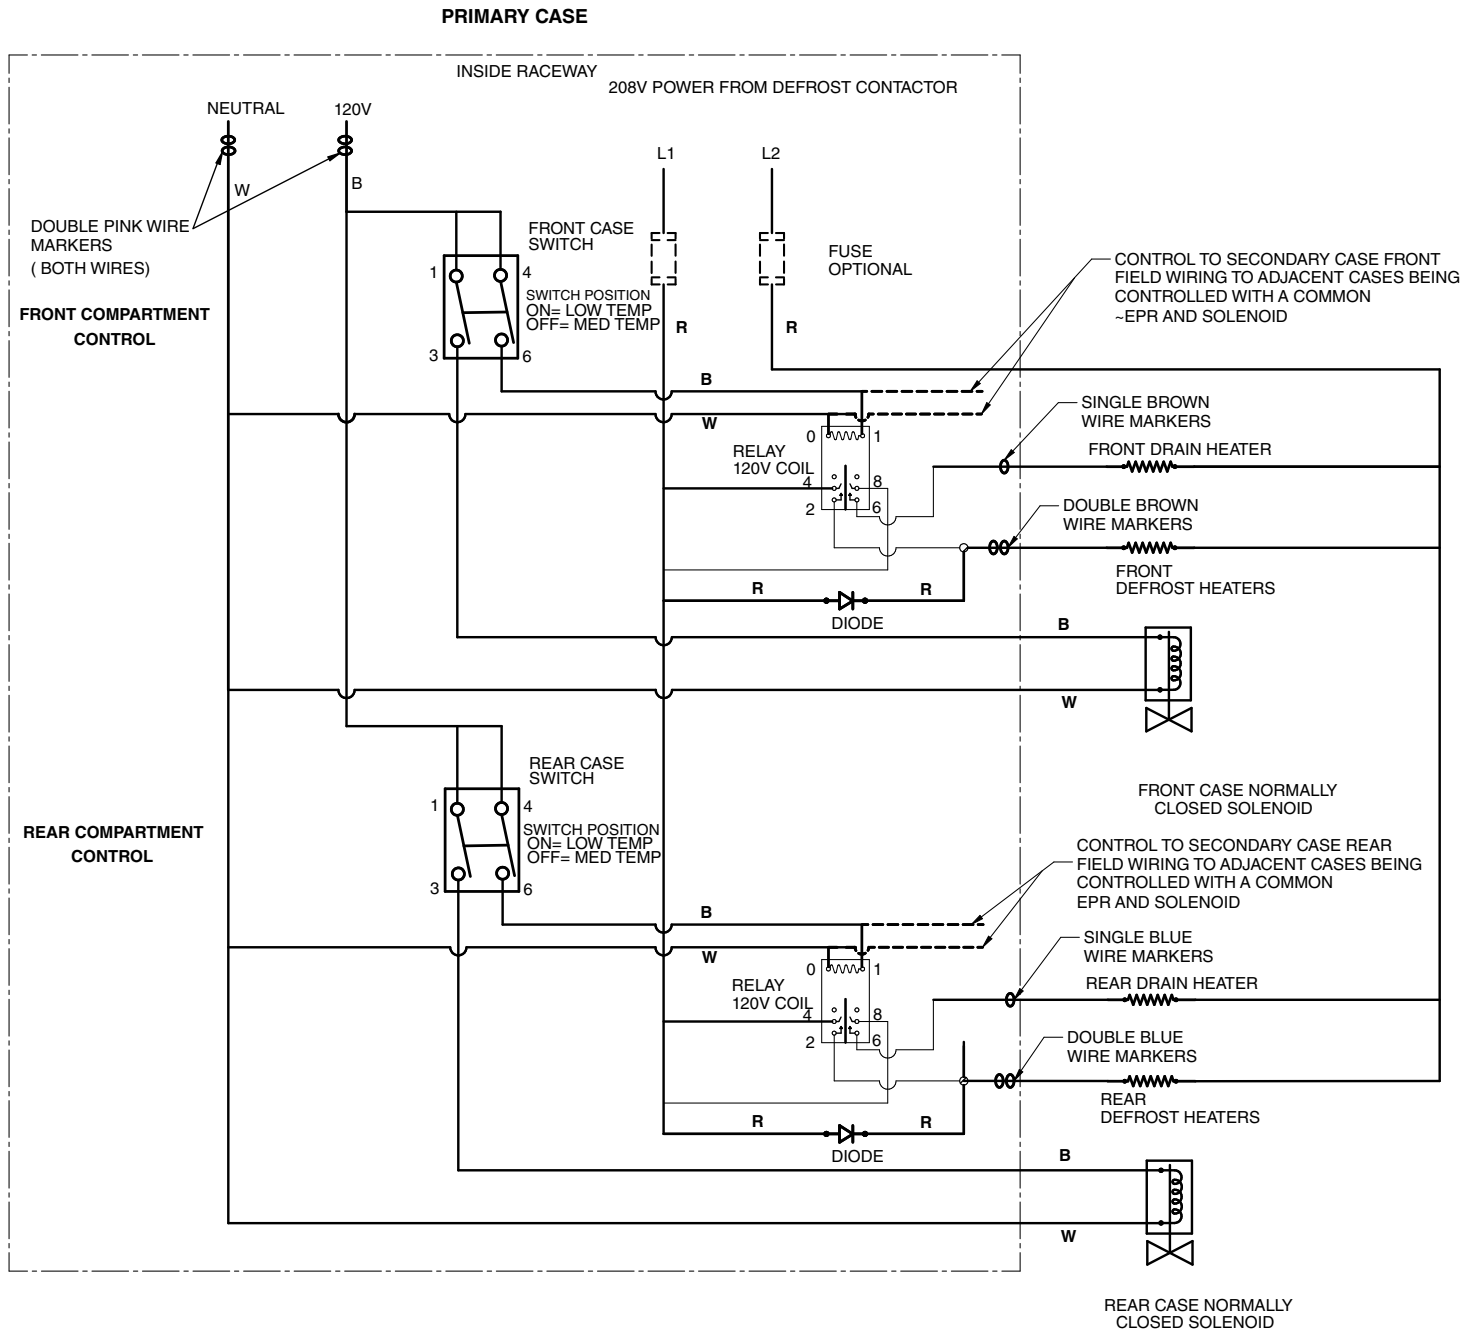 PRIMARY CASE
INSIDE RACEWAY
208V POWER FROM DEFROST CONTACTOR
NEUTRAL
120V
L1
L2
W
B
DOUBLE PINK WIRE
MARKERS
( BOTH WIRES)
FRONT COMPARTMENT
CONTROL
FRONT CASE
SWITCH
1
4
SWITCH POSITION
ON= LOW TEMP
OFF= MED TEMP
3
6
FUSE
OPTIONAL
R
R
CONTROL TO SECONDARY CASE FRONT
FIELD WIRING TO ADJACENT CASES BEING
CONTROLLED WITH A COMMON
~EPR AND SOLENOID
B
W
SINGLE BROWN
WIRE MARKERS
FRONT DRAIN HEATER
RELAY
120V COIL
0
1
4
8
2
6
DOUBLE BROWN
WIRE MARKERS
FRONT
DEFROST HEATERS
R
R
DIODE
B
W
FRONT CASE NORMALLY
CLOSED SOLENOID
REAR COMPARTMENT
CONTROL
REAR CASE
SWITCH
1
4
SWITCH POSITION
ON= LOW TEMP
OFF= MED TEMP
3
6
CONTROL TO SECONDARY CASE REAR
FIELD WIRING TO ADJACENT CASES BEING
CONTROLLED WITH A COMMON
EPR AND SOLENOID
B
W
SINGLE BLUE
WIRE MARKERS
REAR DRAIN HEATER
RELAY
120V COIL
0
1
4
8
2
6
DOUBLE BLUE
WIRE MARKERS
REAR
DEFROST HEATERS
R
R
DIODE
B
W
REAR CASE NORMALLY
CLOSED SOLENOID